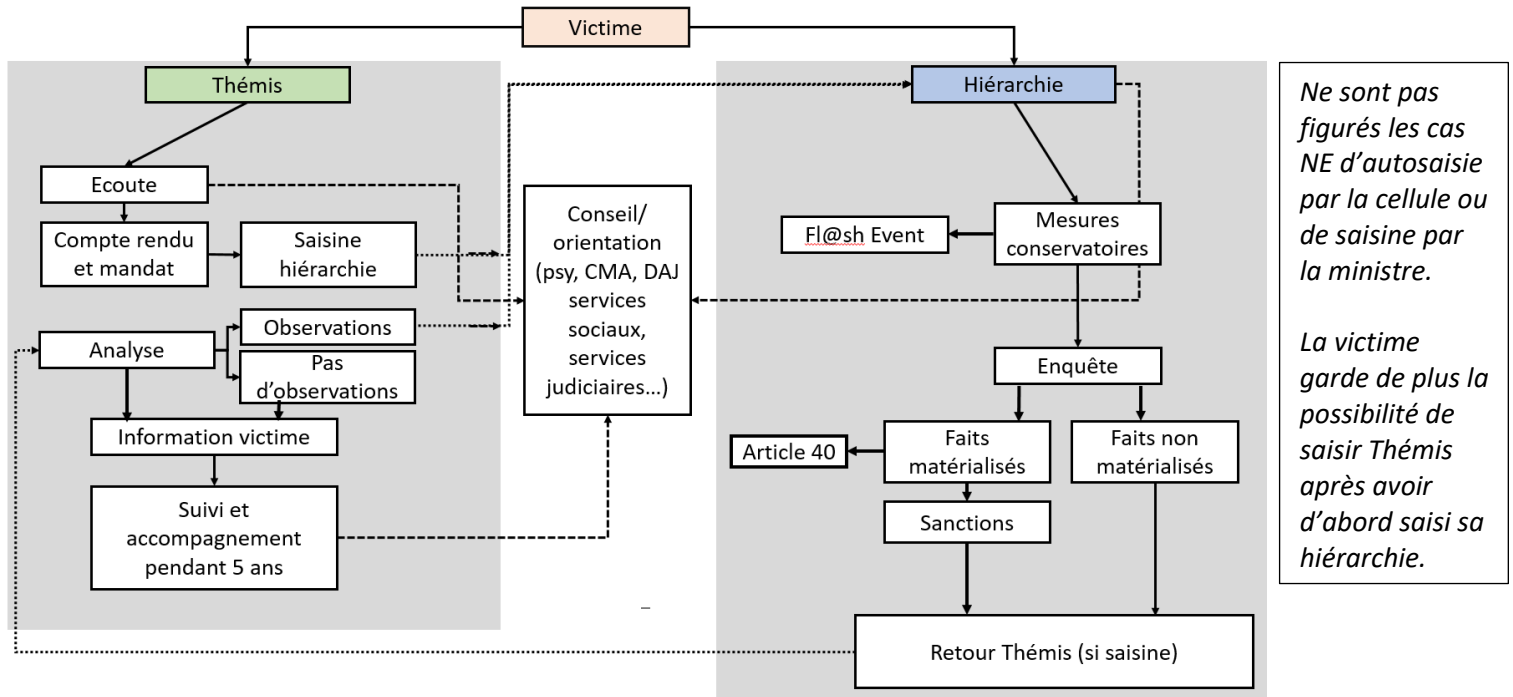 Victime
Thémis
Ecoute
Compte rendu
et mandat
Saisine
hiérarchie
Observations
Analyse
Pas
d’observations
Information victime
Suivi et
accompagnement
pendant 5 ans
Conseil/
orientation
(psy, CMA, DAJ
services
sociaux,
services
judiciaires…)
Hiérarchie
Mesures
conservatoires
Fl@sh Event
Enquête
Faits
matérialisés
Faits non
matérialisés
Article 40
Sanctions
Retour Thémis (si saisine)
Ne sont pas
figurés les cas
NE d’autosaisie
par la cellule ou
de saisine par
la ministre.
La victime
garde de plus la
possibilité de
saisir Thémis
après avoir
d’abord saisi sa
hiérarchie.